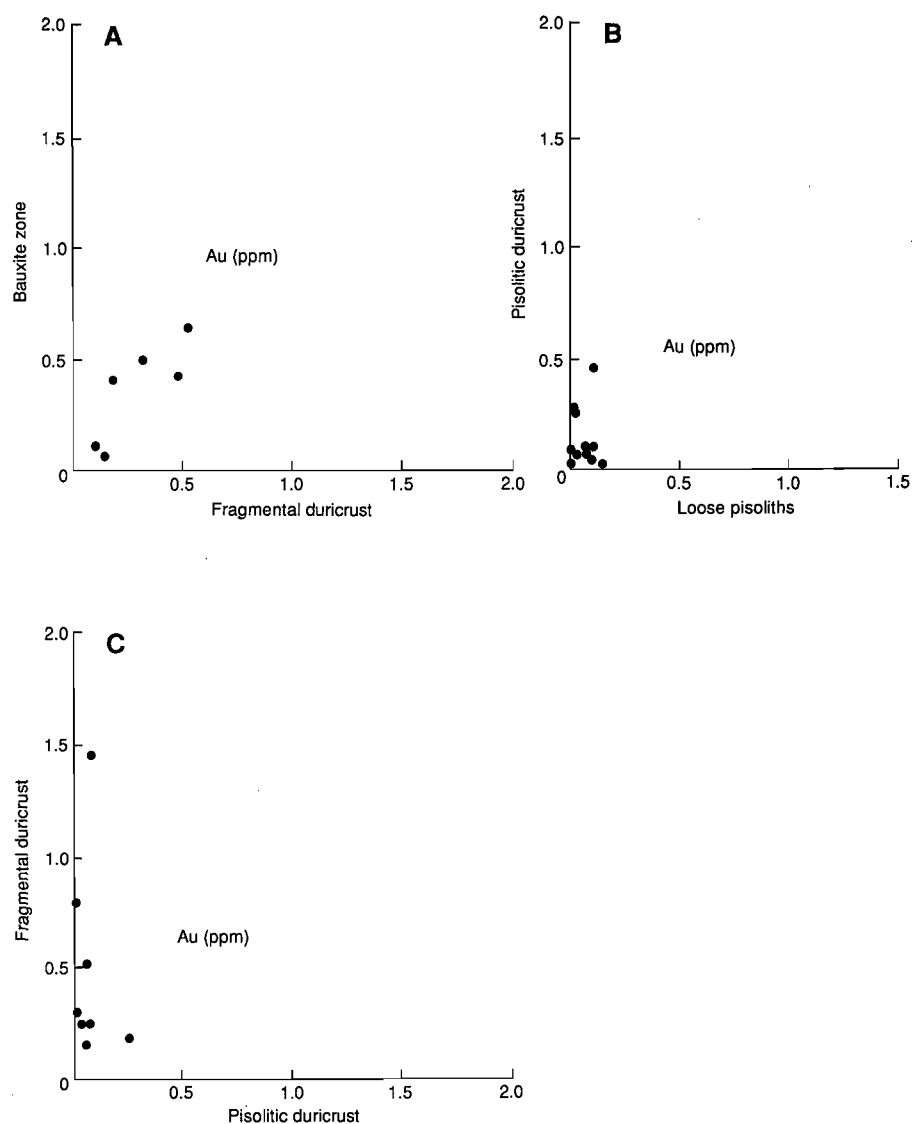 A
2.0
1.5
1.0
0.5
0
Bauxite zone
Au (ppm)
0.5 1.0 1.5 2.0
Fragmental duricrust
B
2.0
1.5
1.0
0.5
0
Pisolitic duricrust
Au (ppm)
0.5 1.0 1.5
Loose pisoliths
C
2.0
1.5
1.0
0.5
0
Fragmental duricrust
Au (ppm)
0.5 1.0 1.5 2.0
Pisolitic duricrust